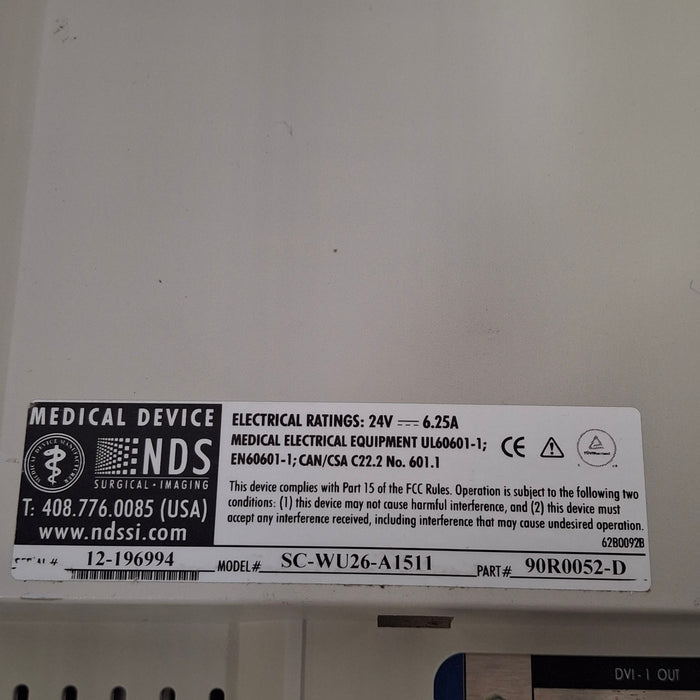 MEDICAL DEVICE
NDS
SURGICAL · IMAGING
T: 408.776.0085 (USA)
www.ndssi.com
ELECTRICAL RATINGS: 24V ⎓ 6.25A
MEDICAL ELECTRICAL EQUIPMENT UL60601-1;
EN60601-1; CAN/CSA C22.2 No. 601.1
CE
This device complies with Part 15 of the FCC Rules. Operation is subject to the following two
conditions: (1) this device may not cause harmful interference, and (2) this device must
accept any interference received, including interference that may cause undesired operation.
62B0092B
SERIAL # 12-196994
MODEL# SC-WU26-A1511
PART# 90R0052-D
DVI - 1 OUT